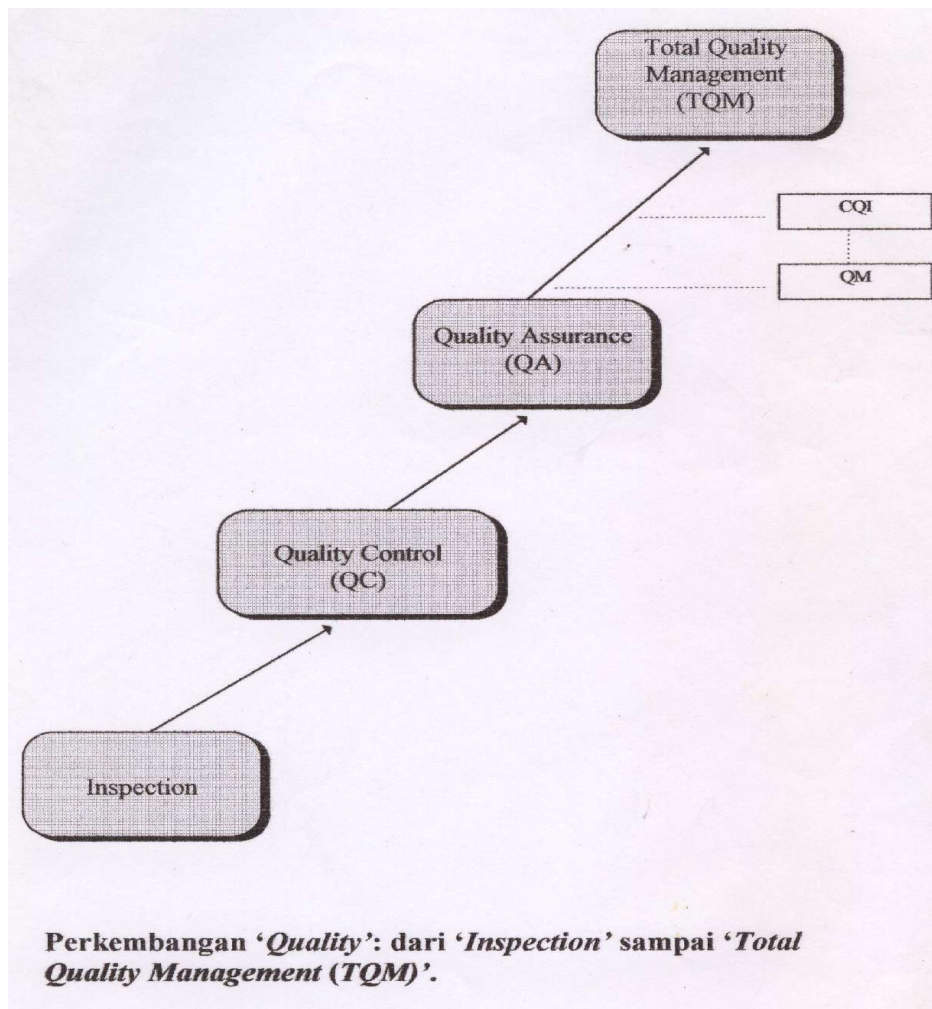 Total Quality
Management
(TQM)
CQI
QM
Quality Assurance
(QA)
Quality Control
(QC)
Inspection
Perkembangan ‘Quality’: dari ‘Inspection’ sampai ‘Total
Quality Management (TQM)’.